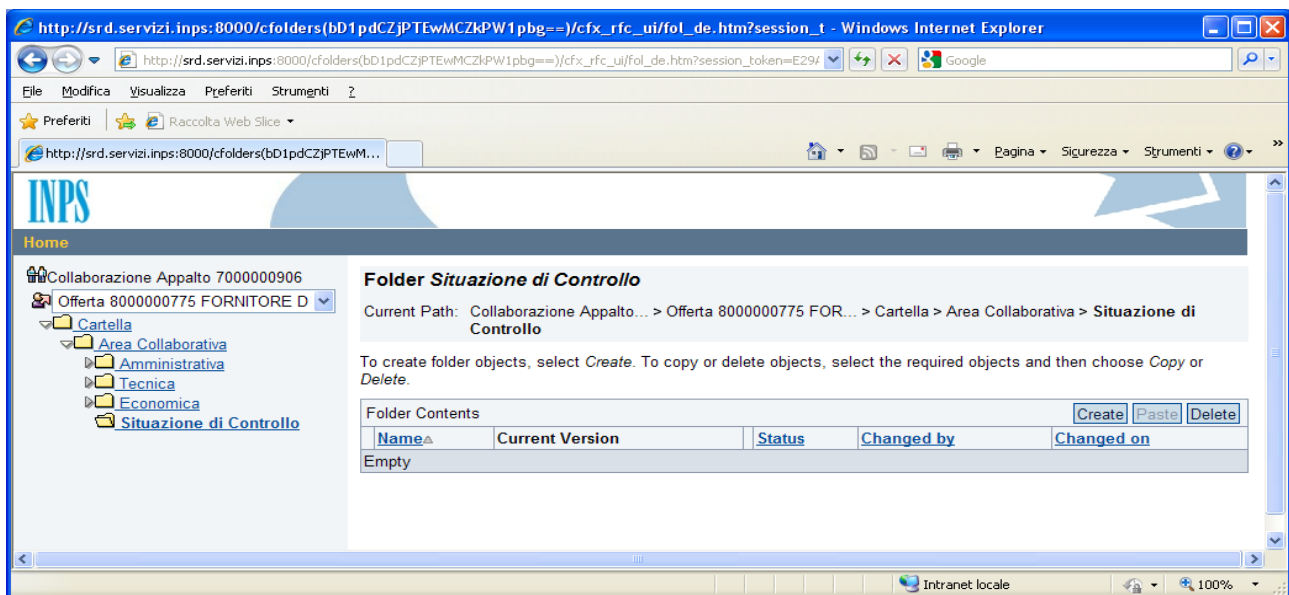 http://srd.servizi.inps:8000/cfolders(bD1pdCZjPTEwMCZkPW1pbg==)/cfx_rfc_ui/fol_de.htm?session_t - Windows Internet Explorer
http://srd.servizi.inps:8000/cfolders(bD1pdCZjPTEwMCZkPW1pbg==)/cfx_rfc_ui/fol_de.htm?session_token=E29
Google
File Modifica Visualizza Preferiti Strumenti ?
Preferiti Raccolta Web Slice
http://srd.servizi.inps:8000/cfolders(bD1pdCZjPTEwM...
Pagina Sicurezza Strumenti
INPS
Home
Collaborazione Appalto 7000000906
Offerta 8000000775 FORNITORE D
Cartella
Area Collaborativa
Amministrativa
Tecnica
Economica
Situazione di Controllo
Folder Situazione di Controllo
Current Path: Collaborazione Appalto... > Offerta 8000000775 FOR... > Cartella > Area Collaborativa > Situazione di
Controllo
To create folder objects, select Create. To copy or delete objects, select the required objects and then choose Copy or
Delete.
Folder Contents Create Paste Delete
Name Current Version Status Changed by Changed on
Empty
Intranet locale 100%